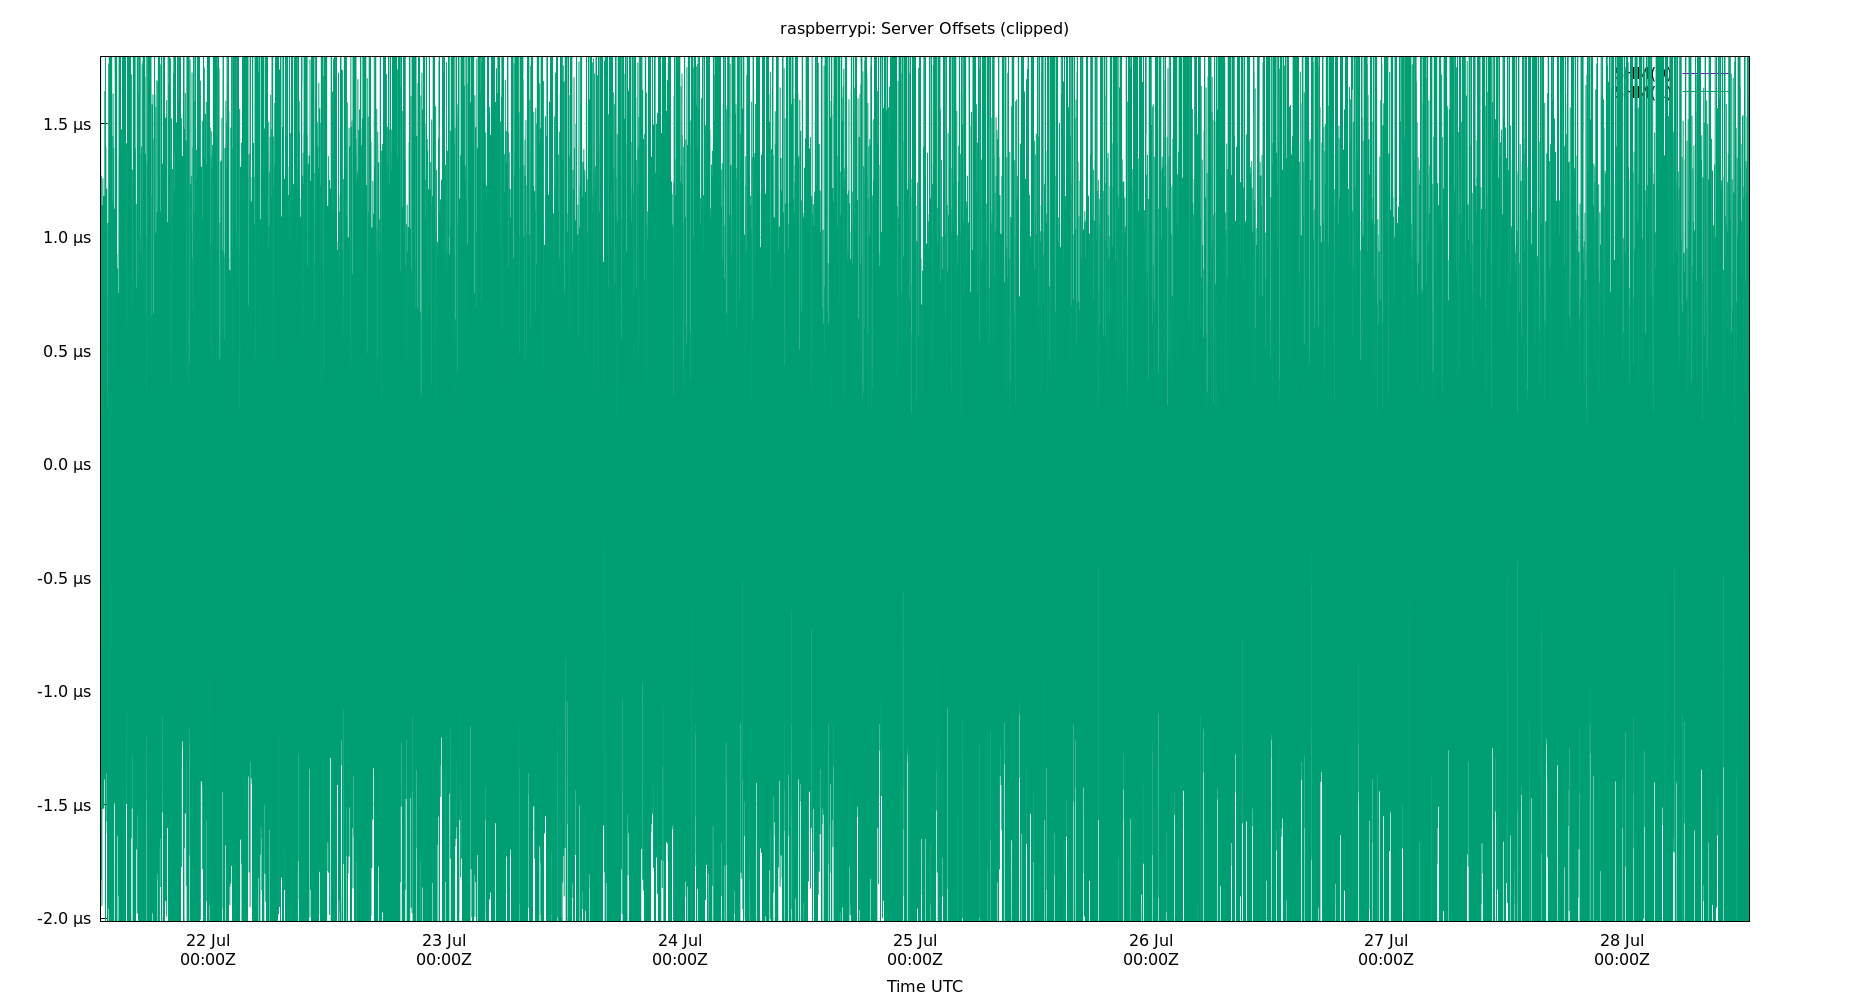 raspberrypi: Server Offsets (clipped)
1.5 µs
1.0 µs
0.5 µs
0.0 µs
-0.5 µs
-1.0 µs
-1.5 µs
-2.0 µs
22 Jul 23 Jul 24 Jul 25 Jul 26 Jul 27 Jul 28 Jul
00:00Z 00:00Z 00:00Z 00:00Z 00:00Z 00:00Z 00:00Z
Time UTC